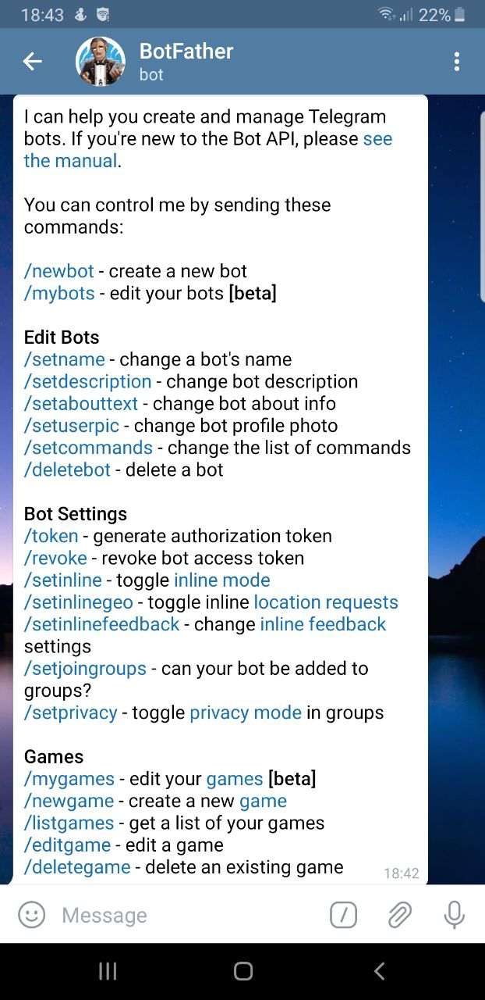 18:43
22%
BotFather
bot
I can help you create and manage Telegram
bots. If you're new to the Bot API, please see
the manual.
You can control me by sending these
commands:
/newbot - create a new bot
/mybots - edit your bots [beta]
Edit Bots
/setname - change a bot's name
/setdescription - change bot description
/setabouttext - change bot about info
/setuserpic - change bot profile photo
/setcommands - change the list of commands
/deletebot - delete a bot
Bot Settings
/token - generate authorization token
/revoke - revoke bot access token
/setinline - toggle inline mode
/setinlinegeo - toggle inline location requests
/setinlinefeedback - change inline feedback
settings
/setjoingroups - can your bot be added to
groups?
/setprivacy - toggle privacy mode in groups
Games
/mygames - edit your games [beta]
/newgame - create a new game
/listgames - get a list of your games
/editgame - edit a game
/deletegame - delete an existing game
18:42
Message